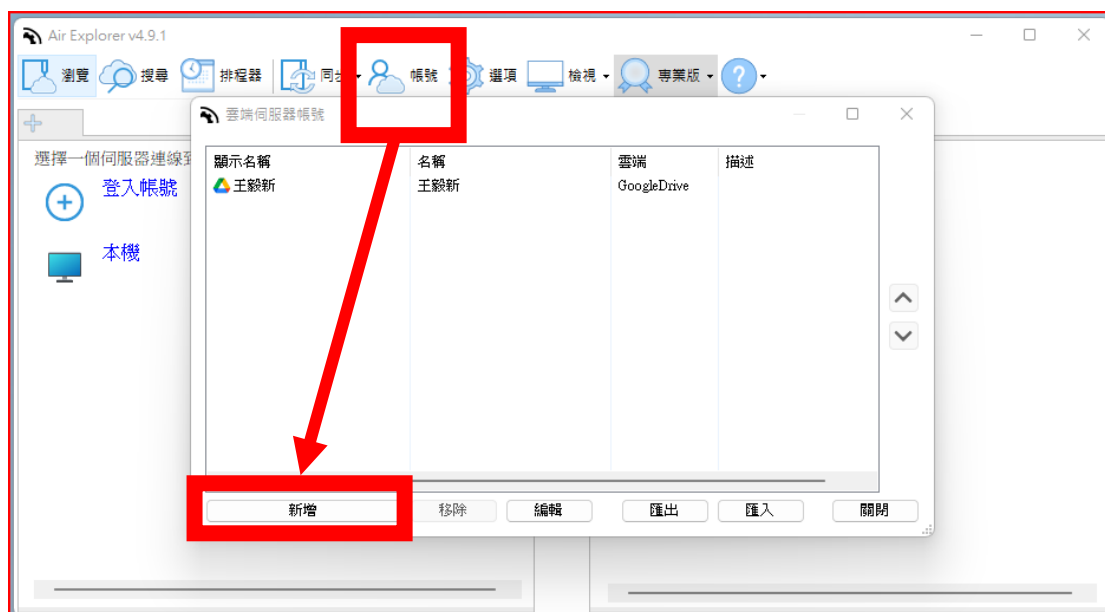 Air Explorer v4.9.1
瀏覽 搜尋 排程器 同步 帳號 選項 檢視 專業版 ?
雲端伺服器帳號
選擇一個伺服器連線到
登入帳號
本機
顯示名稱 名稱 雲端 描述
王毅新 王毅新 GoogleDrive
新增 移除 編輯 匯出 匯入 關閉